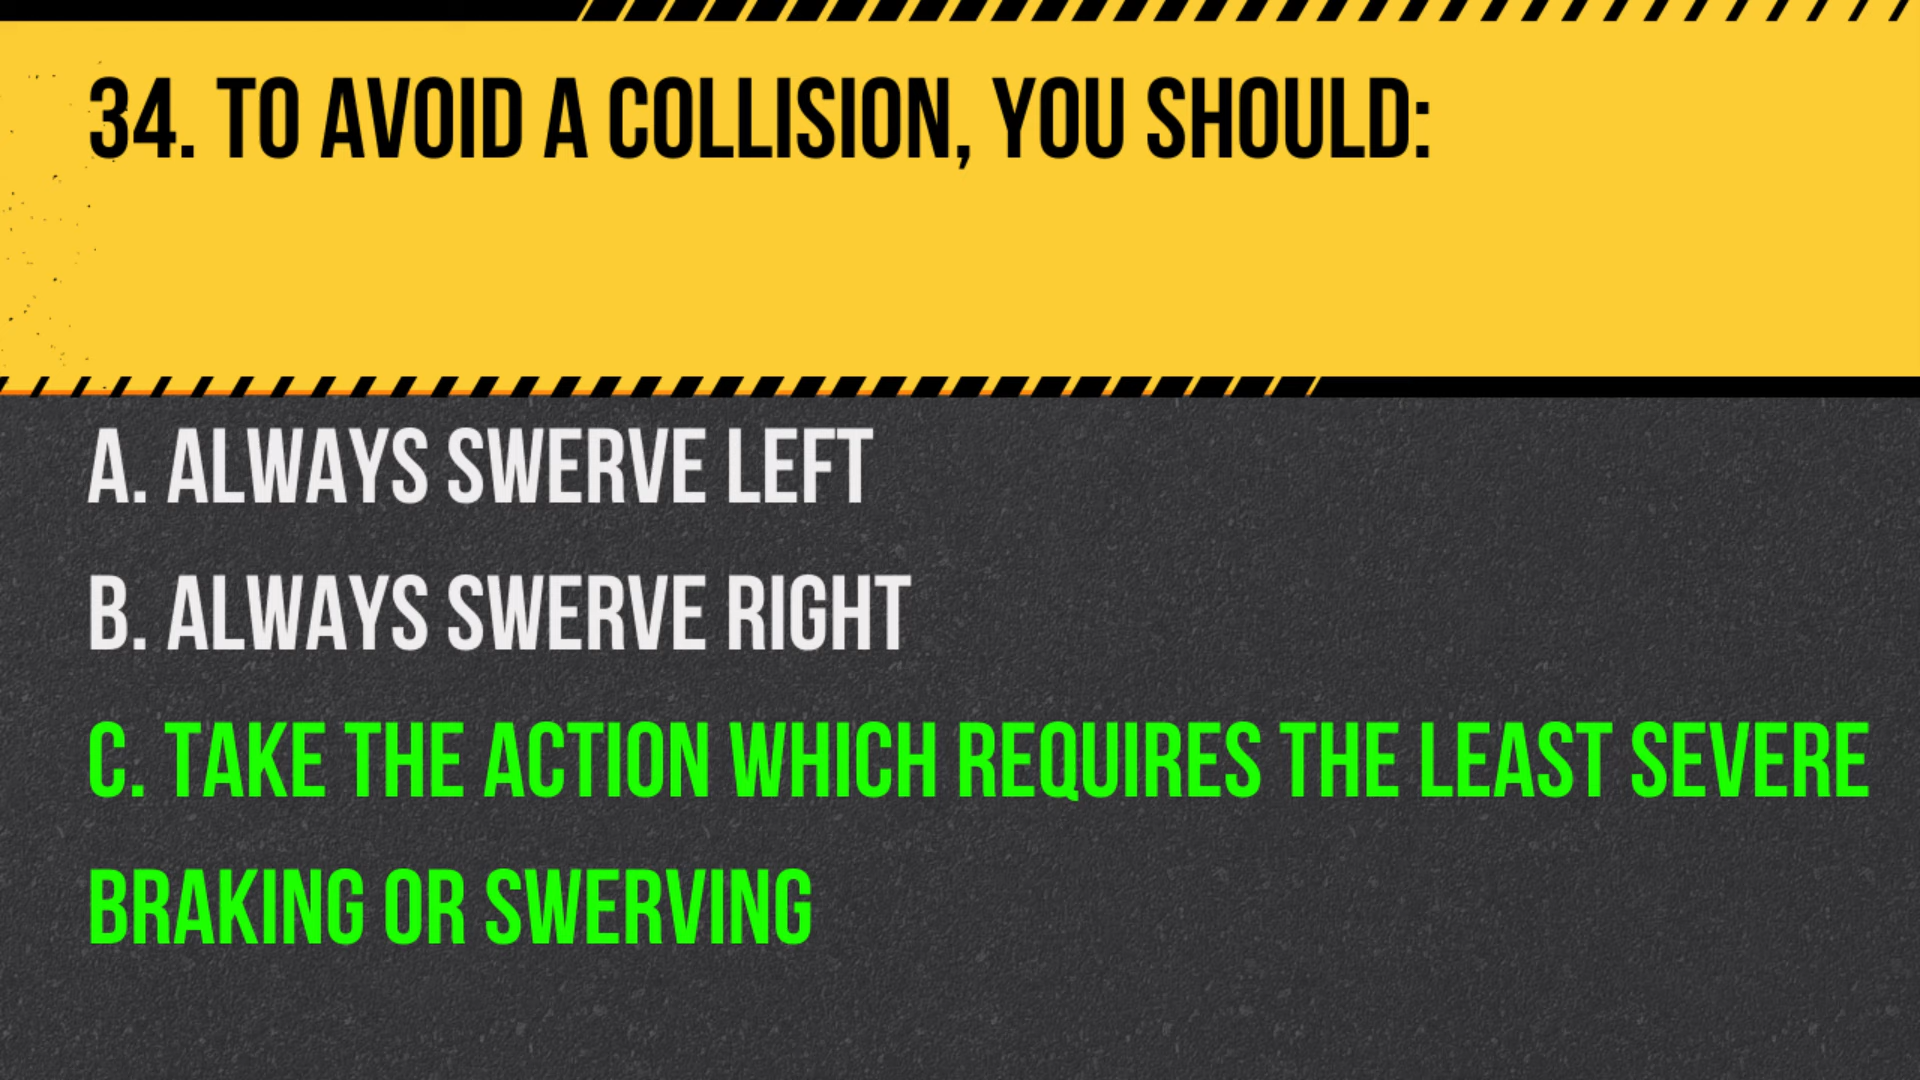 34. TO AVOID A COLLISION, YOU SHOULD:
A. ALWAYS SWERVE LEFT
B. ALWAYS SWERVE RIGHT
C. TAKE THE ACTION WHICH REQUIRES THE LEAST SEVERE
BRAKING OR SWERVING